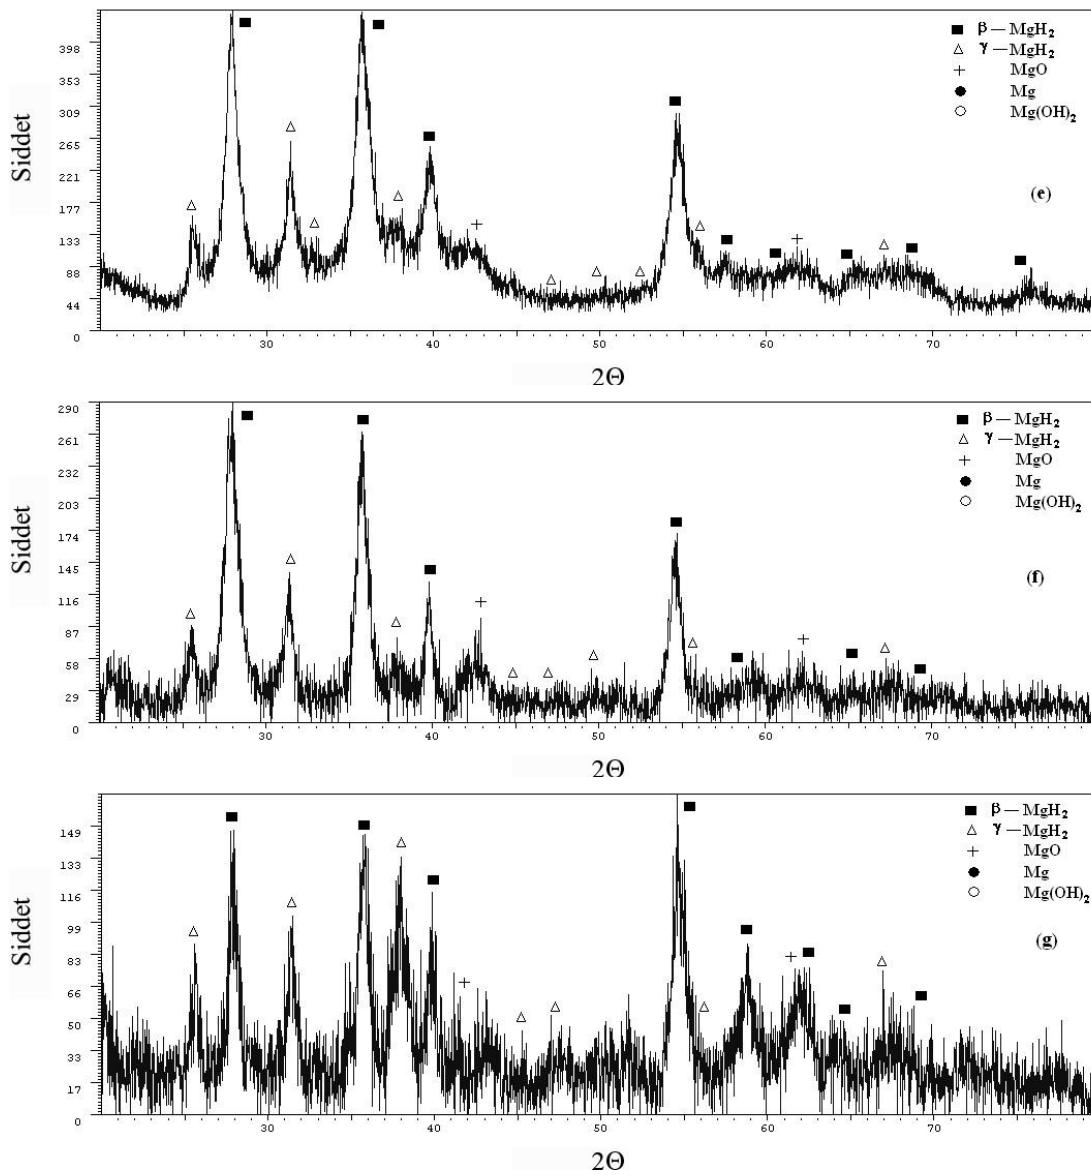 398
353
309
265
221
177
133
88
44
0
Siddet
■ β — MgH₂
△ γ — MgH₂
+ MgO
● Mg
○ Mg(OH)₂
(e)
30 40 50 60 70
2Θ
290
261
232
203
174
145
116
87
58
29
0
Siddet
■ β — MgH₂
△ γ — MgH₂
+ MgO
● Mg
○ Mg(OH)₂
(f)
30 40 50 60 70
2Θ
149
133
116
99
83
66
50
33
17
0
Siddet
■ β — MgH₂
△ γ — MgH₂
+ MgO
● Mg
○ Mg(OH)₂
(g)
30 40 50 60 70
2Θ